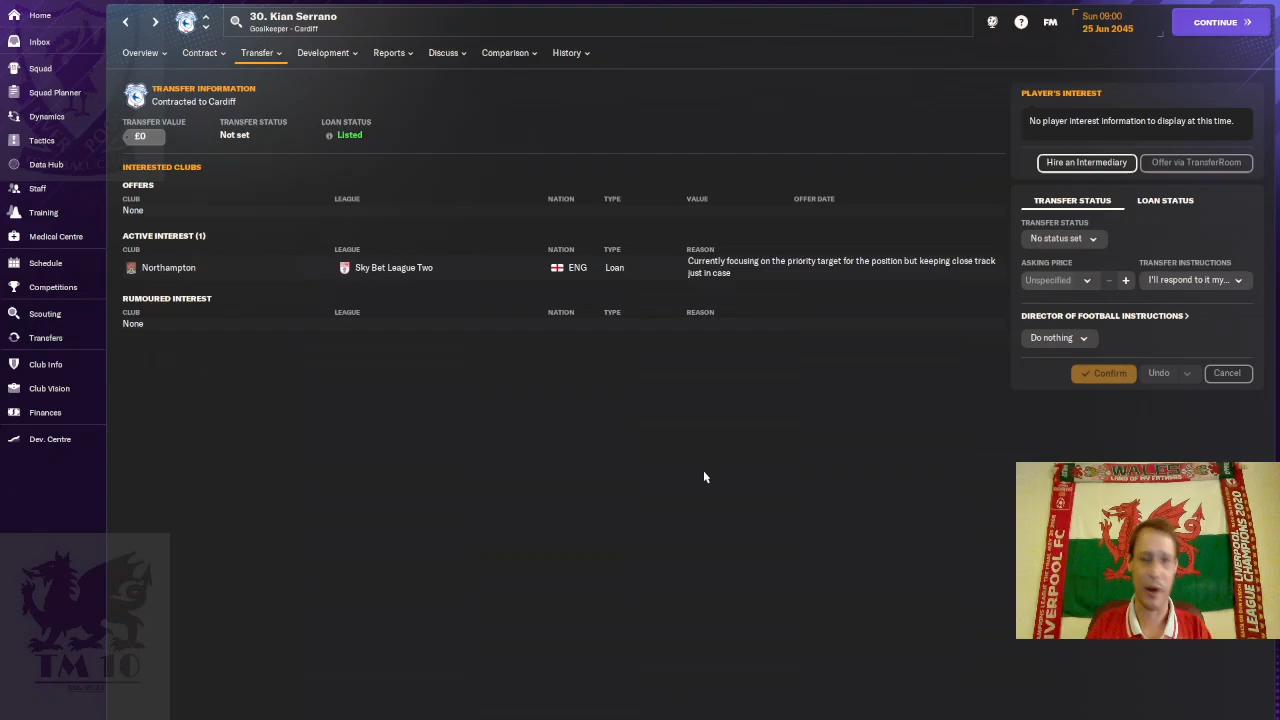 Home
Inbox
Squad
Squad Planner
Dynamics
Tactics
Data Hub
Staff
Training
Medical Centre
Schedule
Competitions
Scouting
Transfers
Club Info
Club Vision
Finances
Dev. Centre
TM 10
30. Kian Serrano
Goalkeeper - Cardiff
FM
Sun 09:00
25 Jun 2045
CONTINUE
Overview
Contract
Transfer
Development
Reports
Discuss
Comparison
History
TRANSFER INFORMATION
Contracted to Cardiff
TRANSFER VALUE
TRANSFER STATUS
LOAN STATUS
£0
Not set
Listed
INTERESTED CLUBS
OFFERS
CLUB LEAGUE NATION TYPE VALUE OFFER DATE
None
ACTIVE INTEREST (1)
CLUB LEAGUE NATION TYPE REASON
Northampton Sky Bet League Two ENG Loan Currently focusing on the priority target for the position but keeping close track
just in case
RUMOURED INTEREST
CLUB LEAGUE NATION TYPE REASON
None
PLAYER'S INTEREST
No player interest information to display at this time.
Hire an Intermediary
Offer via TransferRoom
TRANSFER STATUS
LOAN STATUS
TRANSFER STATUS
No status set
ASKING PRICE
TRANSFER INSTRUCTIONS
Unspecified
I'll respond to it my...
DIRECTOR OF FOOTBALL INSTRUCTIONS >
Do nothing
Confirm
Undo
Cancel
WALES
LAND OF MY FATHERS
LIVERPOOL FC
LIVERPOOL
LEAGUE CHAMPIONS 2020